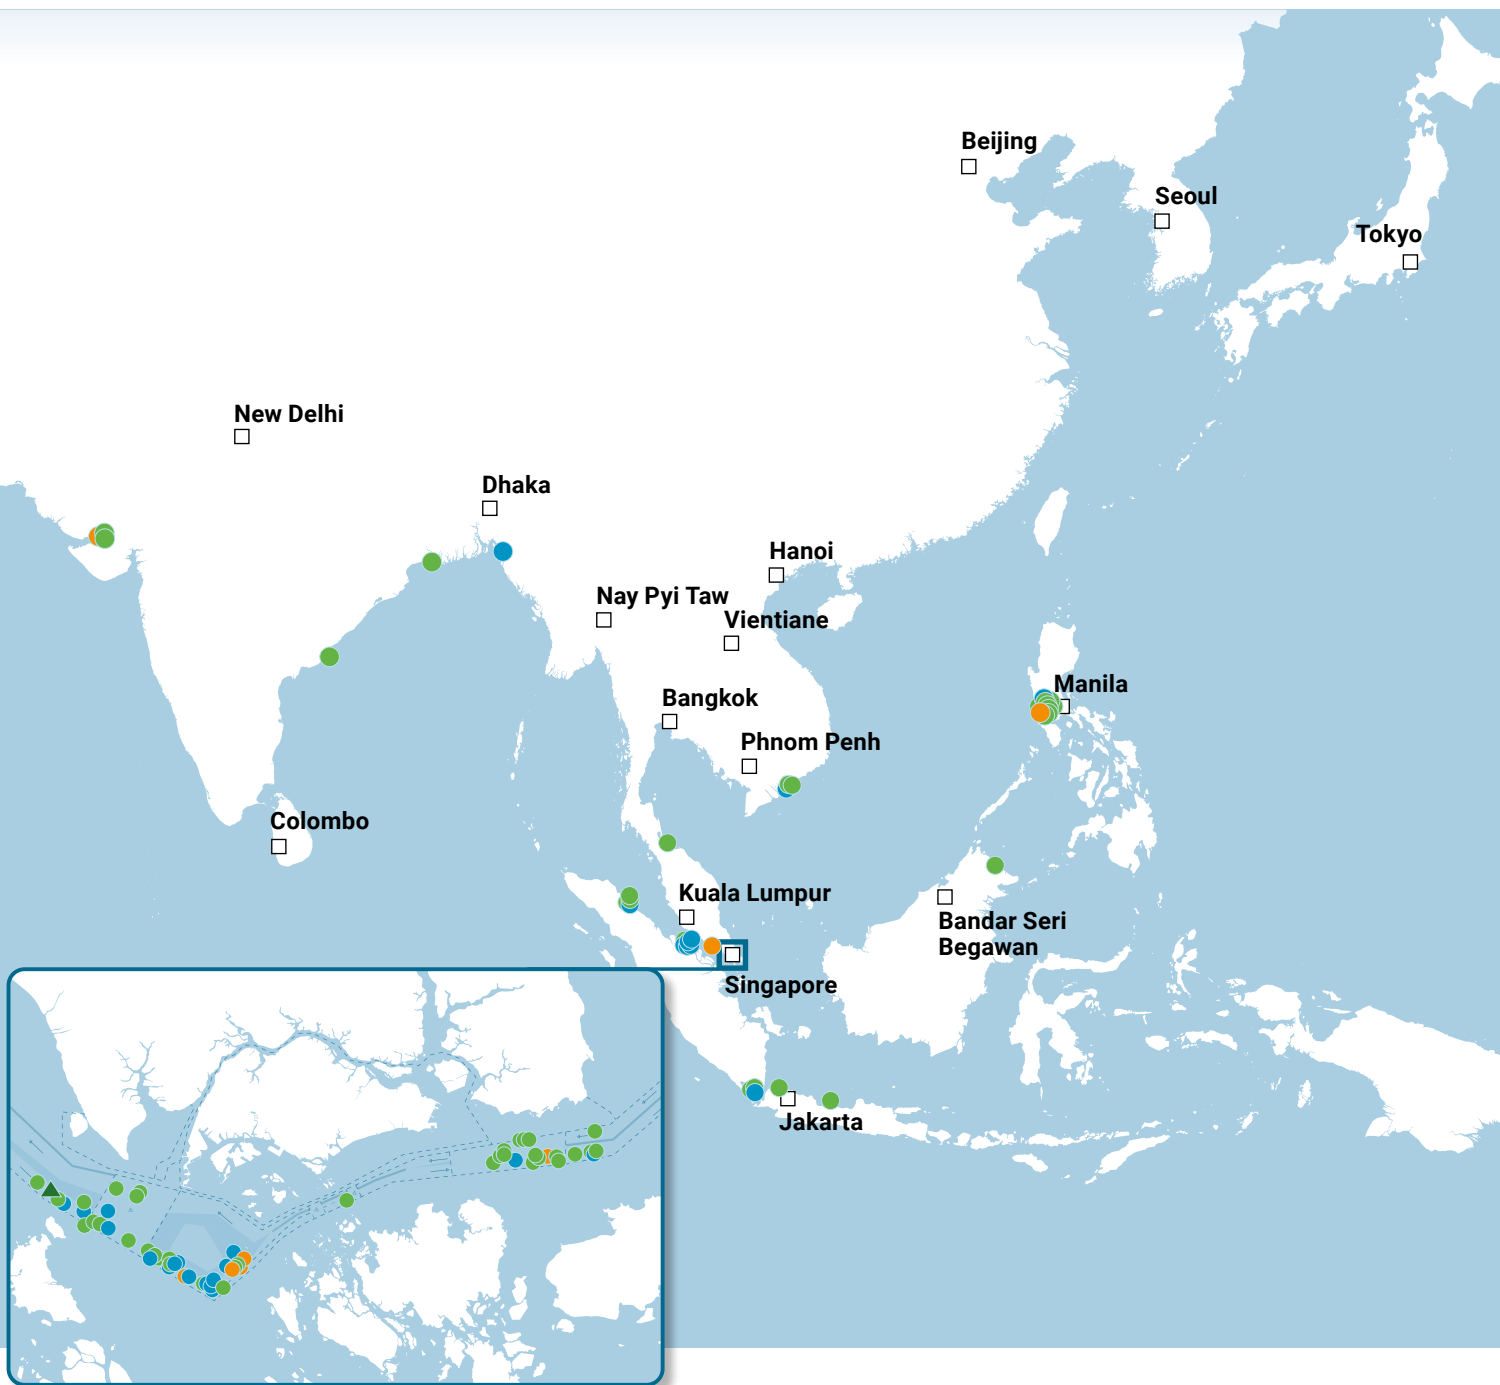 Beijing
Seoul
Tokyo
New Delhi
Dhaka
Hanoi
Nay Pyi Taw
Vientiane
Manila
Bangkok
Phnom Penh
Colombo
Kuala Lumpur
Bandar Seri
Begawan
Singapore
Jakarta